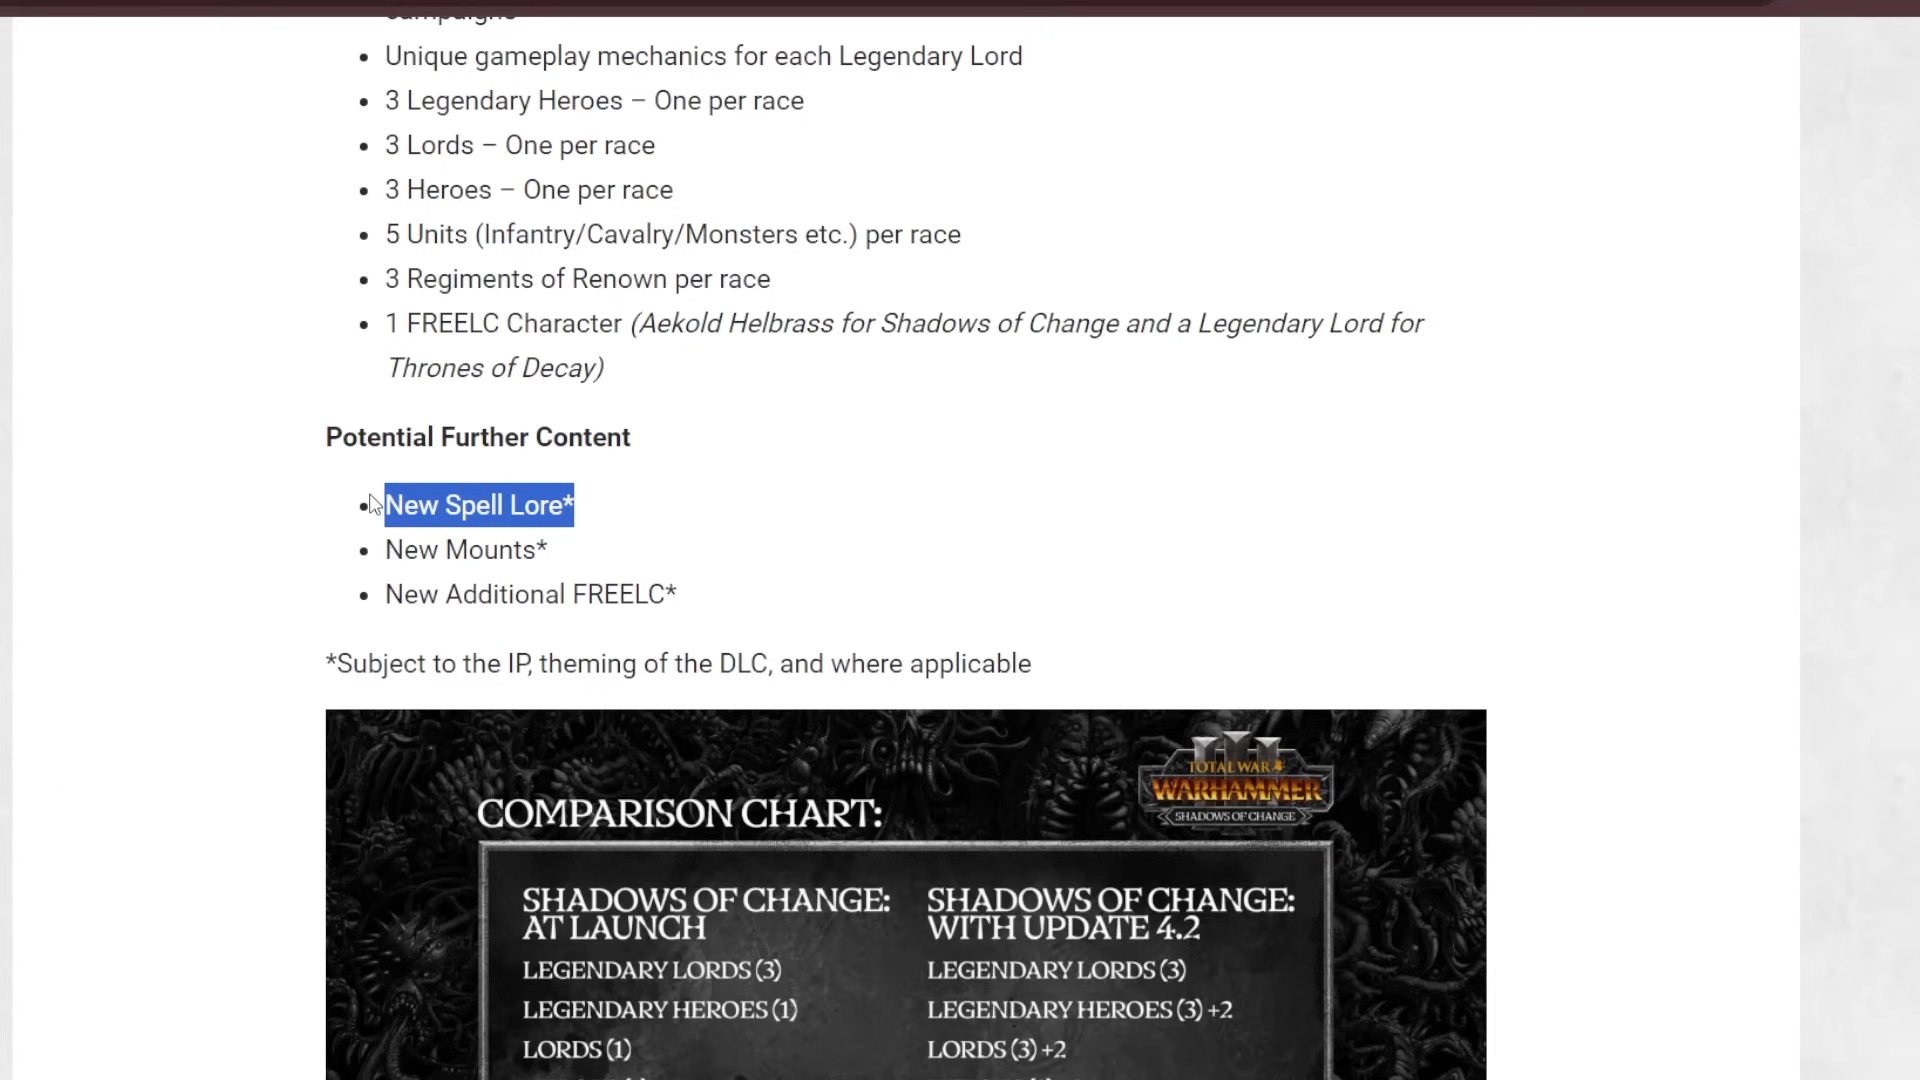 Unique gameplay mechanics for each Legendary Lord
3 Legendary Heroes – One per race
3 Lords – One per race
3 Heroes – One per race
5 Units (Infantry/Cavalry/Monsters etc.) per race
3 Regiments of Renown per race
1 FREELC Character (Aekold Helbrass for Shadows of Change and a Legendary Lord for
Thrones of Decay)
Potential Further Content
New Spell Lore*
New Mounts*
New Additional FREELC*
*Subject to the IP, theming of the DLC, and where applicable
TOTAL WAR
WARHAMMER
SHADOWS OF CHANGE
COMPARISON CHART:
SHADOWS OF CHANGE:
AT LAUNCH
LEGENDARY LORDS (3)
LEGENDARY HEROES (1)
LORDS (1)
SHADOWS OF CHANGE:
WITH UPDATE 4.2
LEGENDARY LORDS (3)
LEGENDARY HEROES (3) +2
LORDS (3) +2